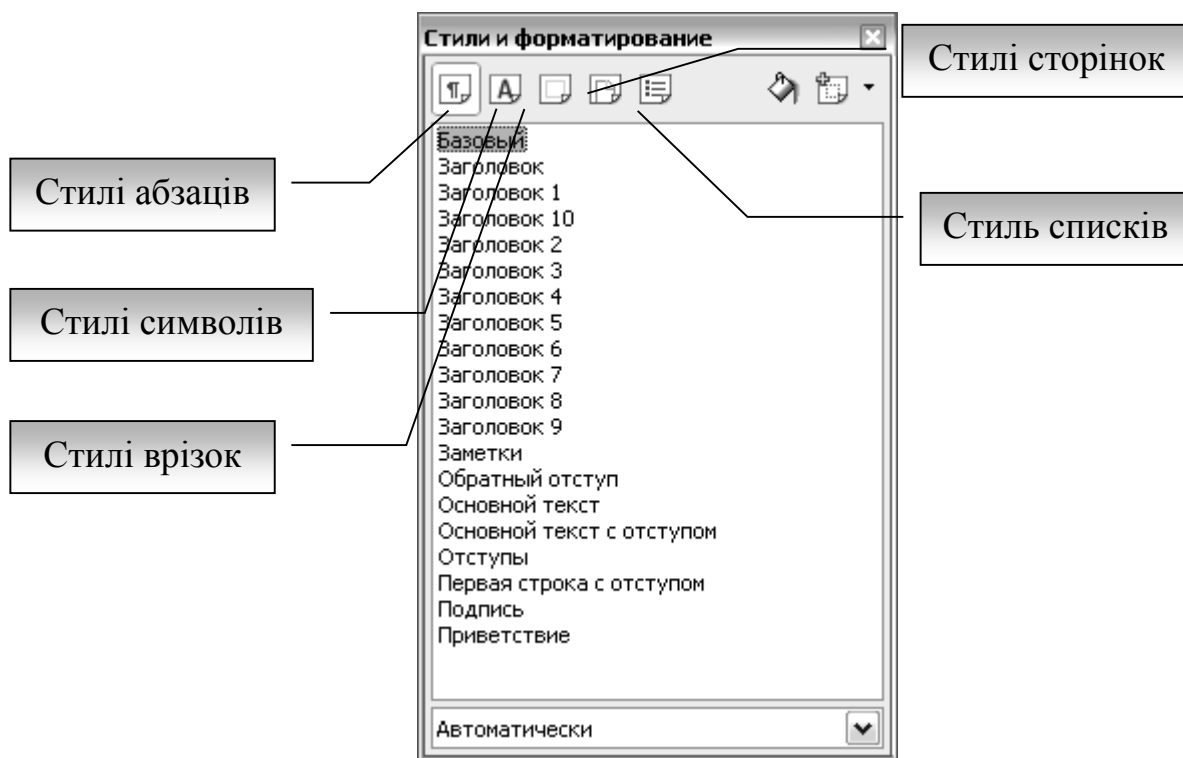 Стили и форматирование
Стилі сторінок
Базовый
Заголовок
Стилі абзаців
Заголовок 1
Заголовок 10
Стиль списків
Заголовок 2
Заголовок 3
Заголовок 4
Стилі символів
Заголовок 5
Заголовок 6
Заголовок 7
Заголовок 8
Заголовок 9
Стилі врізок
Заметки
Обратный отступ
Основной текст
Основной текст с отступом
Отступы
Первая строка с отступом
Подпись
Приветствие
Автоматически